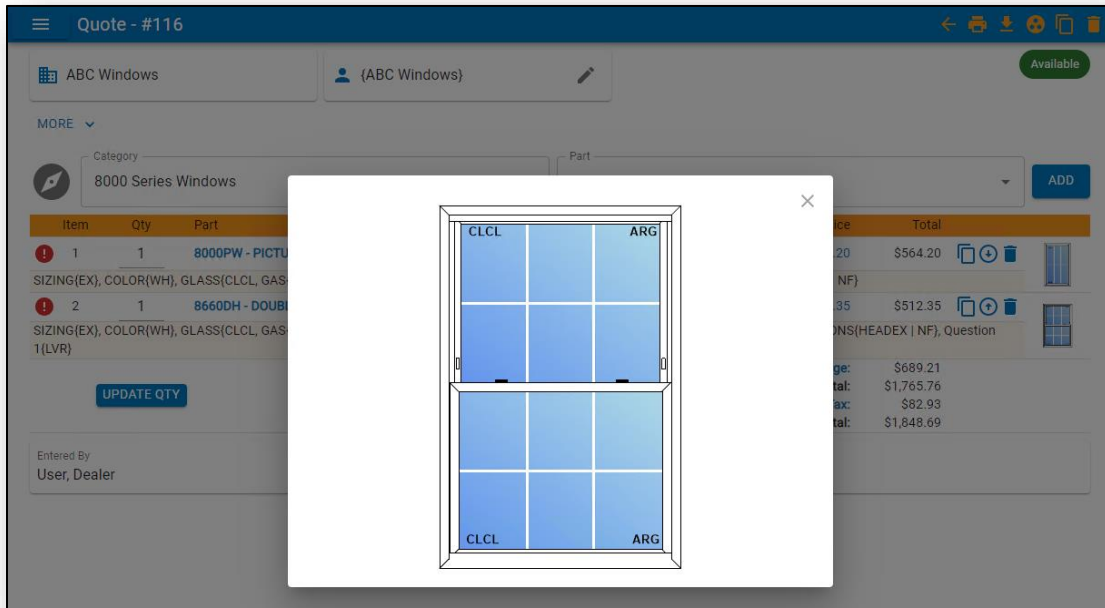 Quote - #116
ABC Windows
{ABC Windows}
Available
MORE
Category
8000 Series Windows
Part
ADD
Item Qty Part ice Total
1 1 8000PW - PICTU .20 $564.20
SIZING{EX}, COLOR{WH}, GLASS{CLCL, GAS NF}
2 1 8660DH - DOUBL .35 $512.35
SIZING{EX}, COLOR{WH}, GLASS{CLCL, GAS ONS{HEADEX | NF}, Question
1{LVR}
ge: $689.21
UPDATE QTY
tal: $1,765.76
ax: $82.93
tal: $1,848.69
Entered By
User, Dealer
CLCL ARG
CLCL ARG